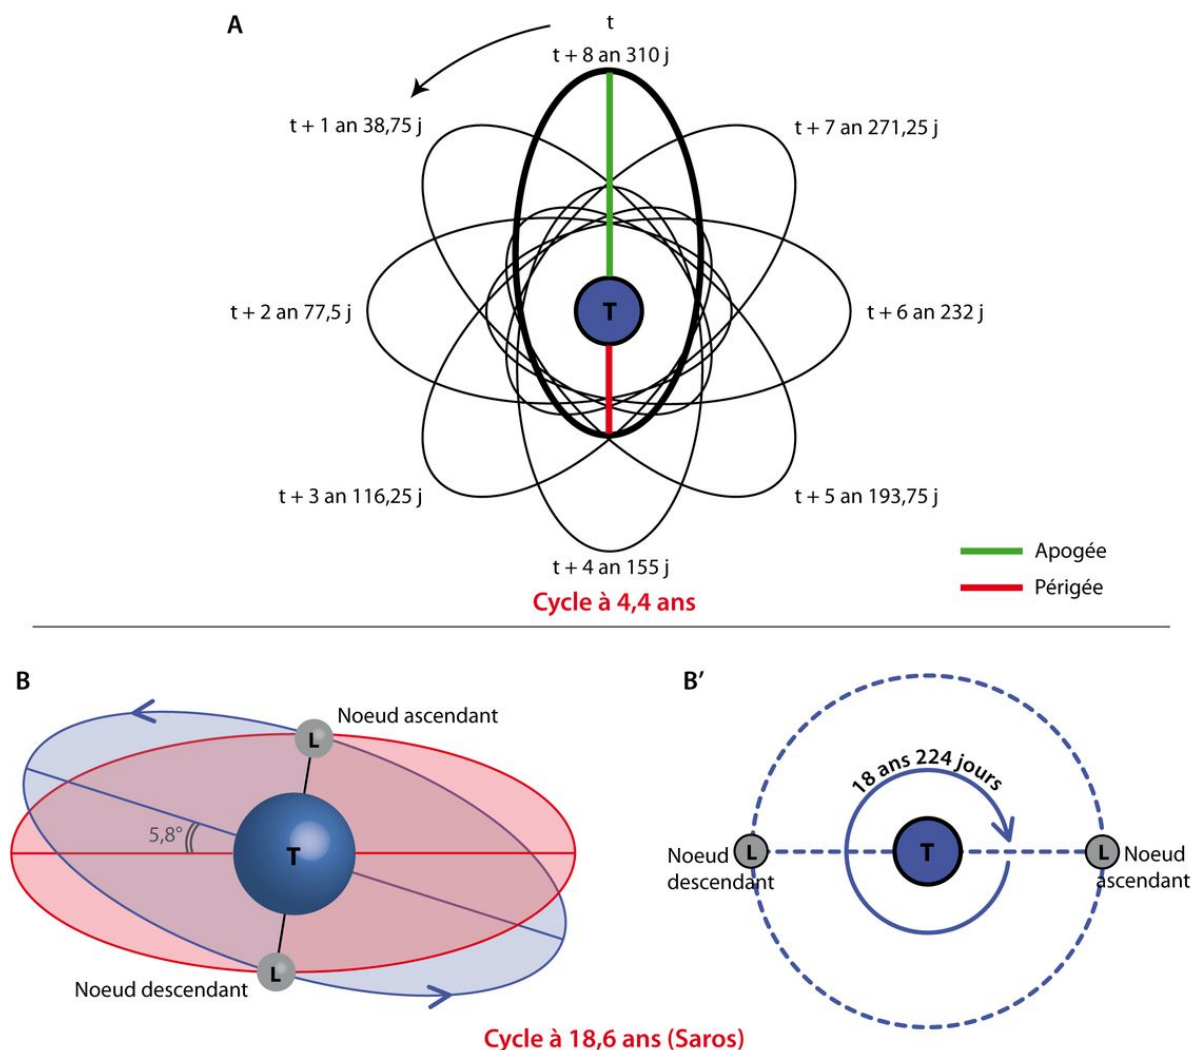 A
t
t + 8 an 310 j
t + 1 an 38,75 j
t + 7 an 271,25 j
T
t + 2 an 77,5 j
t + 6 an 232 j
t + 3 an 116,25 j
t + 5 an 193,75 j
t + 4 an 155 j
Apogée
Périgée
Cycle à 4,4 ans
B
L
Noeud ascendant
5,8°
T
L
Noeud descendant
B'
18 ans 224 jours
T
L
Noeud
descendant
L
Noeud
ascendant
Cycle à 18,6 ans (Saros)